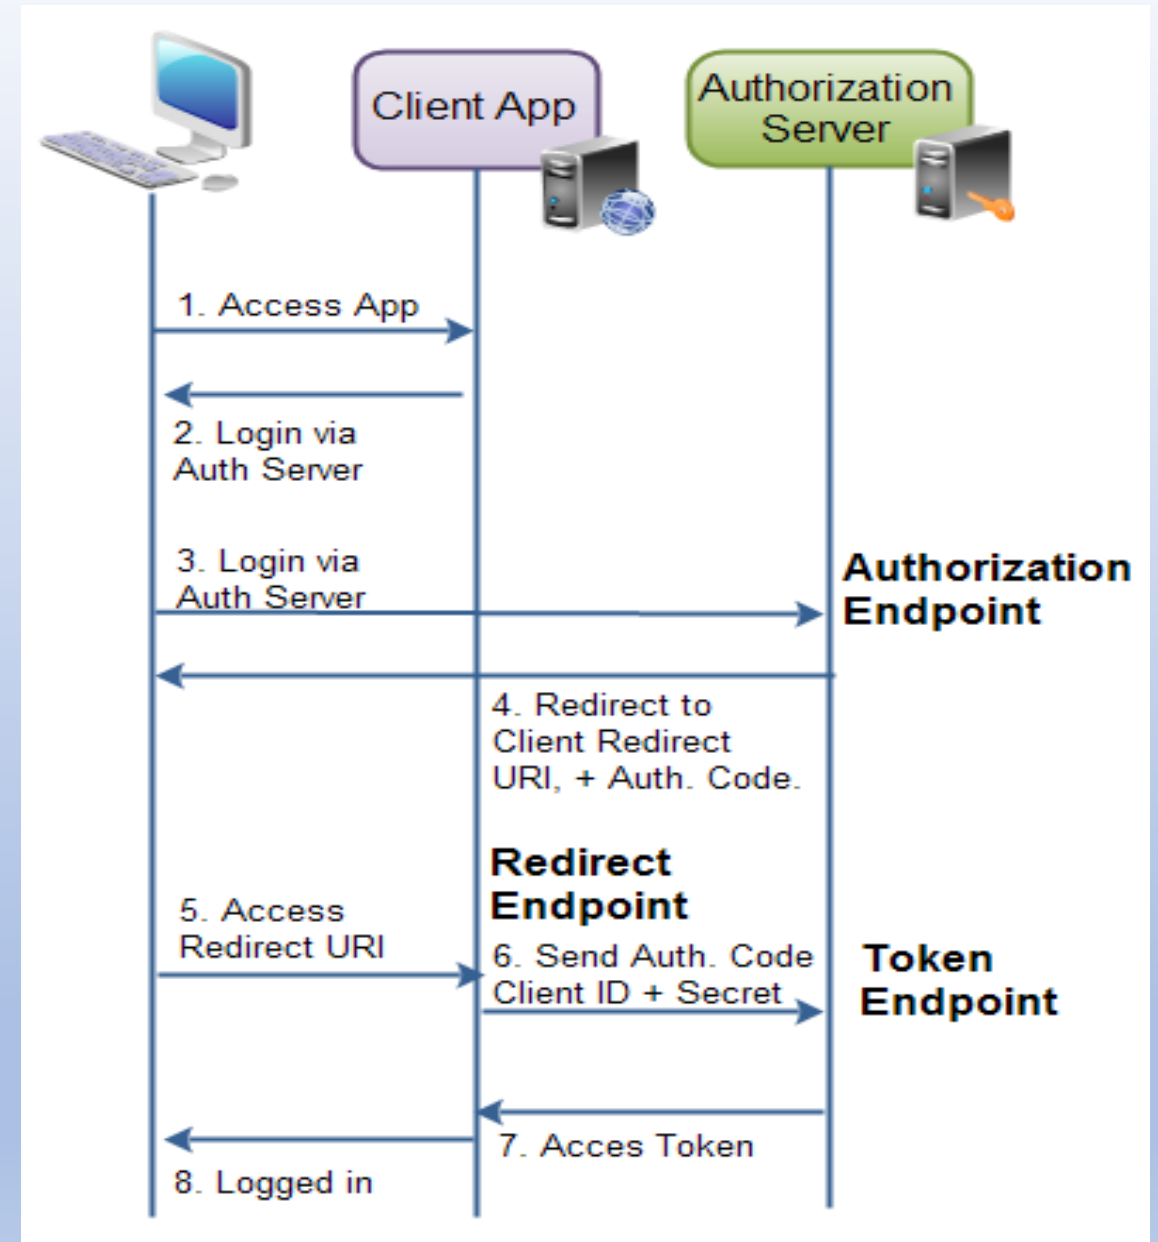 Client App
Authorization
Server
1. Access App
2. Login via
Auth Server
3. Login via
Auth Server
Authorization
Endpoint
4. Redirect to
Client Redirect
URI, + Auth. Code.
Redirect
Endpoint
5. Access
Redirect URI
6. Send Auth. Code
Client ID + Secret
Token
Endpoint
7. Acces Token
8. Logged in